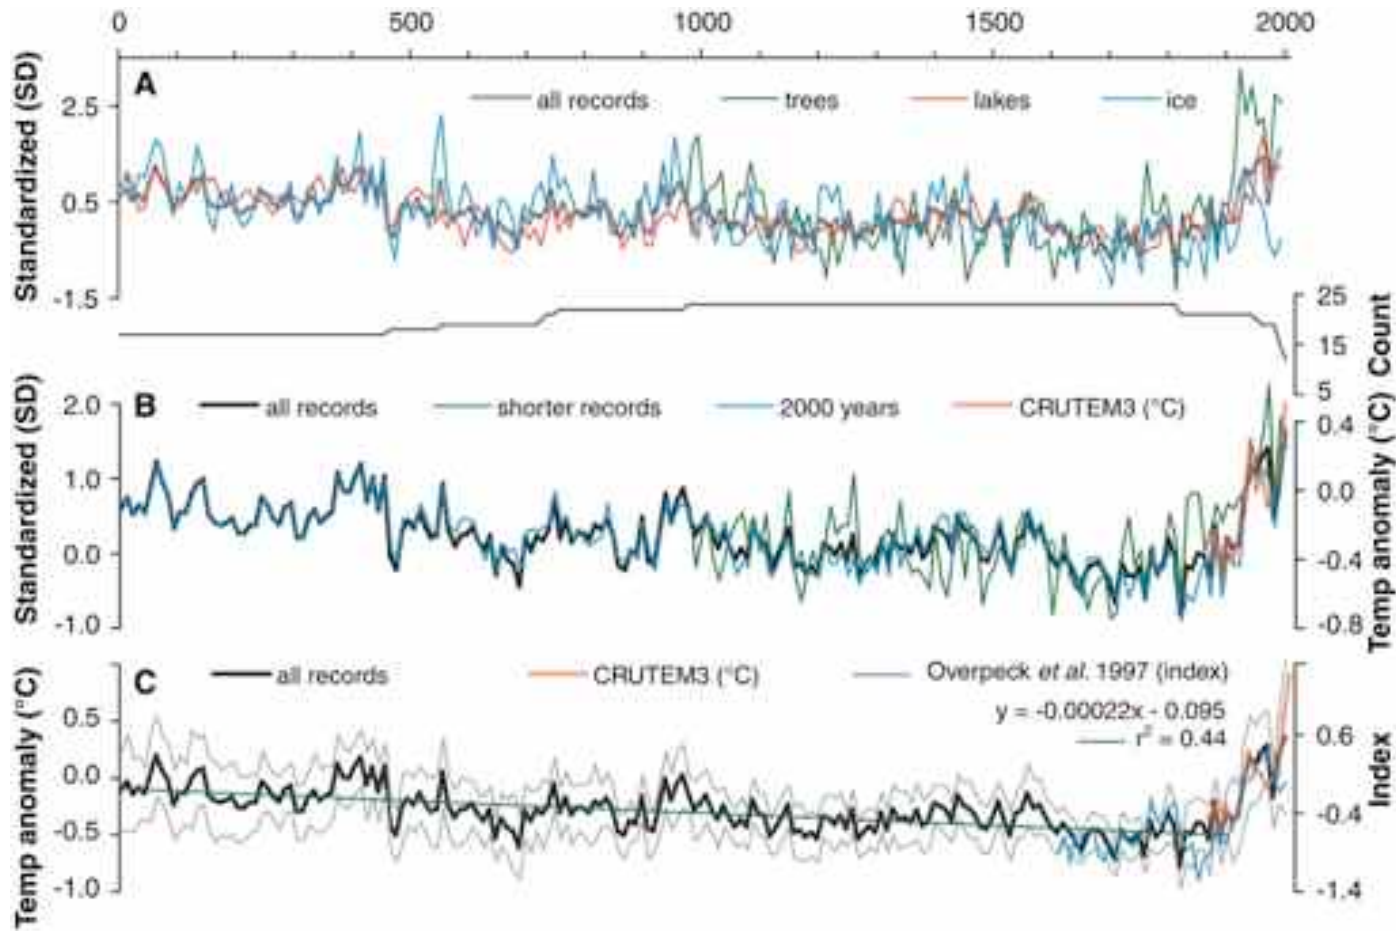 0 500 1000 1500 2000
A
all records trees lakes ice
Standardized (SD)
2.5
0.5
-1.5
25
15
5
Count
B
all records shorter records 2000 years CRUTEM3 (°C)
Standardized (SD)
2.0
1.0
0.0
-1.0
0.4
0.0
-0.4
-0.8
Temp anomaly (°C)
C
all records CRUTEM3 (°C) Overpeck et al. 1997 (index)
y = -0.00022x - 0.095
r² = 0.44
Temp anomaly (°C)
0.5
0.0
-0.5
-1.0
0.6
-0.4
-1.4
Index